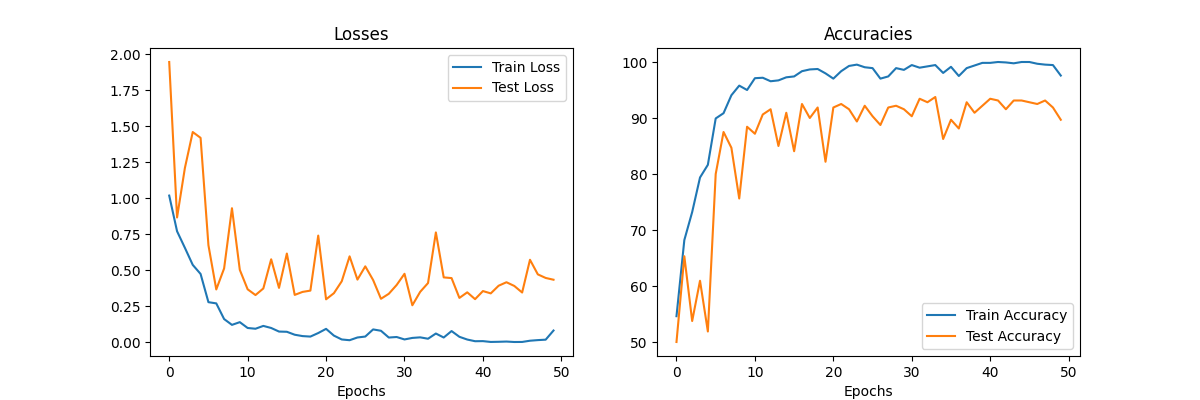 Losses
2.00
1.75
1.50
1.25
1.00
0.75
0.50
0.25
0.00
0 10 20 30 40 50
Epochs
Train Loss
Test Loss
Accuracies
100
90
80
70
60
50
0 10 20 30 40 50
Epochs
Train Accuracy
Test Accuracy